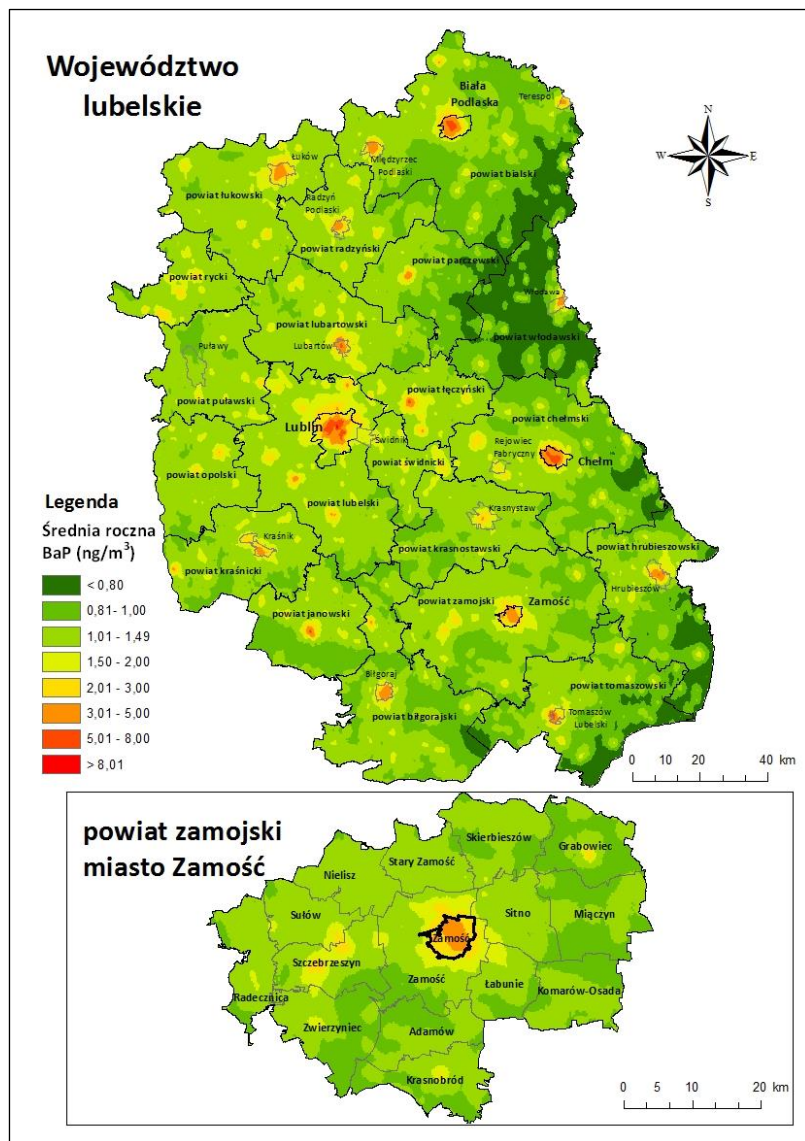 Województwo
lubelskie
Biała
Podlaska
Terespol
N
W
E
S
Łuków
Międzyrzec
Podlaski
powiat bialski
powiat łukowski
Radzyń
Podlaski
powiat radzyński
powiat parczewski
powiat rycki
Włodawa
powiat lubartowski
powiat włodawski
Puławy
Lubartów
powiat puławski
powiat łęczyński
powiat chełmski
Lublin
Świdnik
Rejowiec
Fabryczny
Chełm
powiat opolski
powiat świdnicki
powiat lubelski
Krasnystaw
Kraśnik
powiat krasnostawski
powiat hrubieszowski
powiat kraśnicki
Hrubieszów
powiat janowski
powiat zamojski
Zamość
Biłgoraj
powiat tomaszowski
powiat biłgorajski
Tomaszów
Lubelski
Legenda
Średnia roczna
BaP (ng/m³)
< 0,80
0,81- 1,00
1,01 - 1,49
1,50 - 2,00
2,01 - 3,00
3,01 - 5,00
5,01 - 8,00
> 8,01
0 10 20 40 km
powiat zamojski
miasto Zamość
Skierbieszów
Grabowiec
Stary Zamość
Nielisz
Sułów
Sitno
Miączyn
Zamość
Szczebrzeszyn
Zamość
Łabunie
Komarów-Osada
Radecznica
Zwierzyniec
Adamów
Krasnobród
0 5 10 20 km